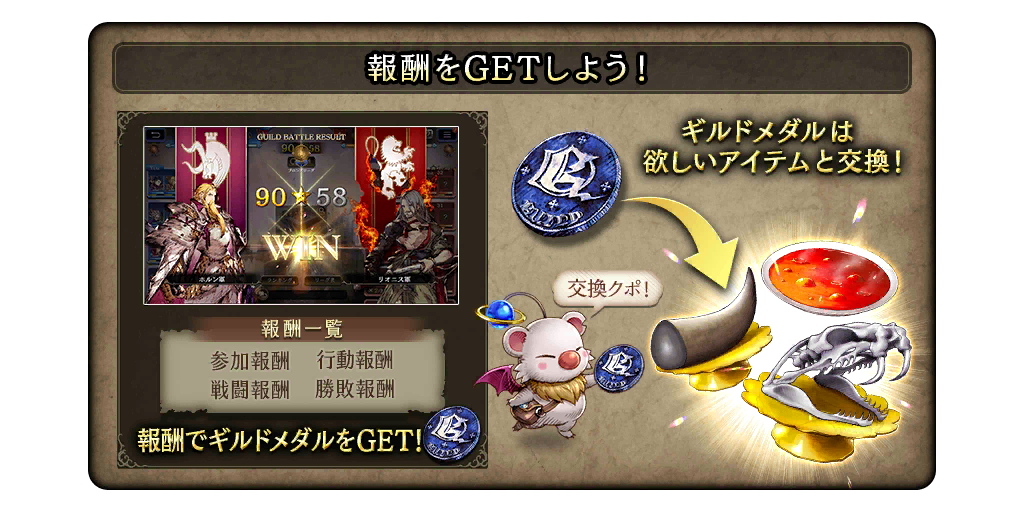 報酬をGETしよう！
GUILD BATTLE RESULT
90 58
90 58
WIN
ホルン軍
リオニス軍
報酬一覧
参加報酬 行動報酬
戦闘報酬 勝敗報酬
報酬でギルドメダルをGET!
GUILD
ギルドメダルは
欲しいアイテムと交換！
GUILD
交換クポ！
GUILD